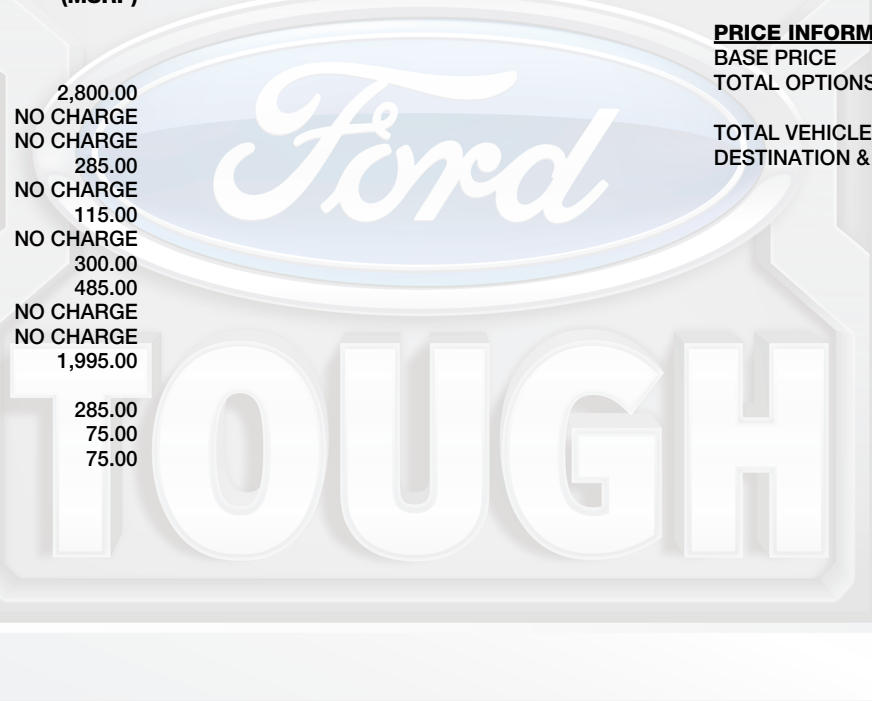 (MSRP)
2,800.00
NO CHARGE
NO CHARGE
285.00
NO CHARGE
115.00
NO CHARGE
300.00
485.00
NO CHARGE
NO CHARGE
1,995.00
285.00
75.00
75.00
PRICE INFORM
BASE PRICE
TOTAL OPTIONS
TOTAL VEHICLE
DESTINATION &
Ford
TOUGH